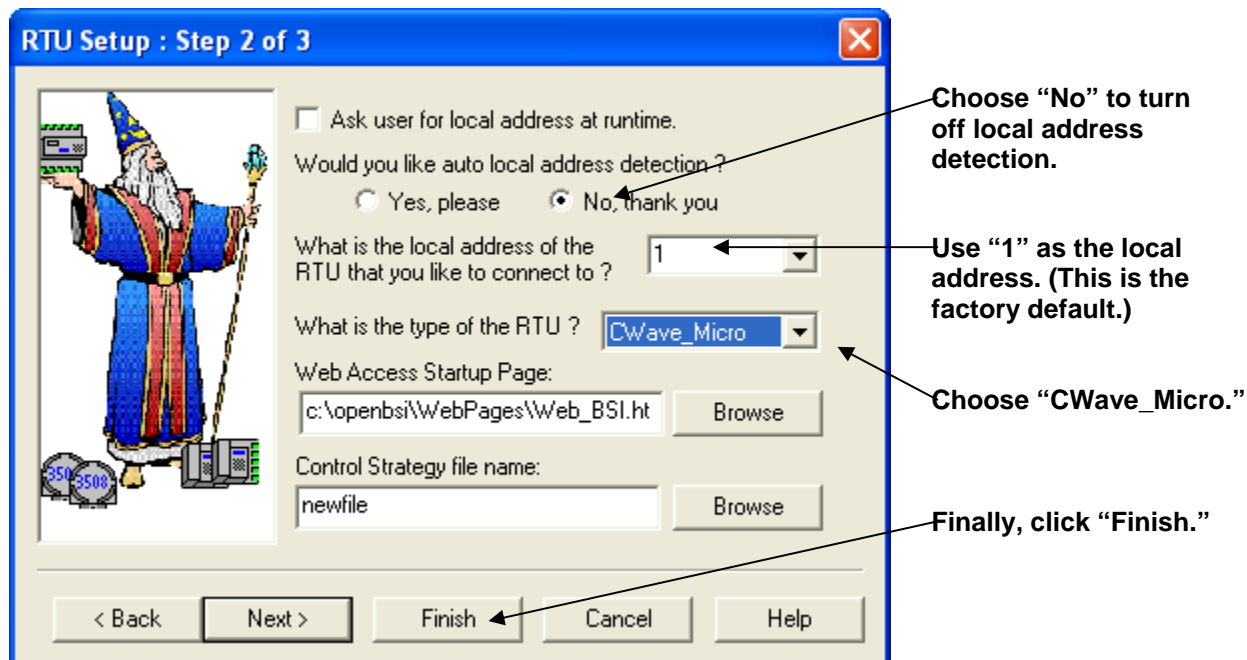 RTU Setup : Step 2 of 3
Ask user for local address at runtime.
Would you like auto local address detection ?
Yes, please
No, thank you
What is the local address of the
RTU that you like to connect to ?
1
What is the type of the RTU ?
CWave_Micro
Web Access Startup Page:
c:\openbsi\WebPages\Web_BSI.ht
Browse
Control Strategy file name:
newfile
Browse
350
3508
< Back
Next >
Finish
Cancel
Help
Choose “No” to turn
off local address
detection.
Use “1” as the local
address. (This is the
factory default.)
Choose “CWave_Micro.”
Finally, click “Finish.”